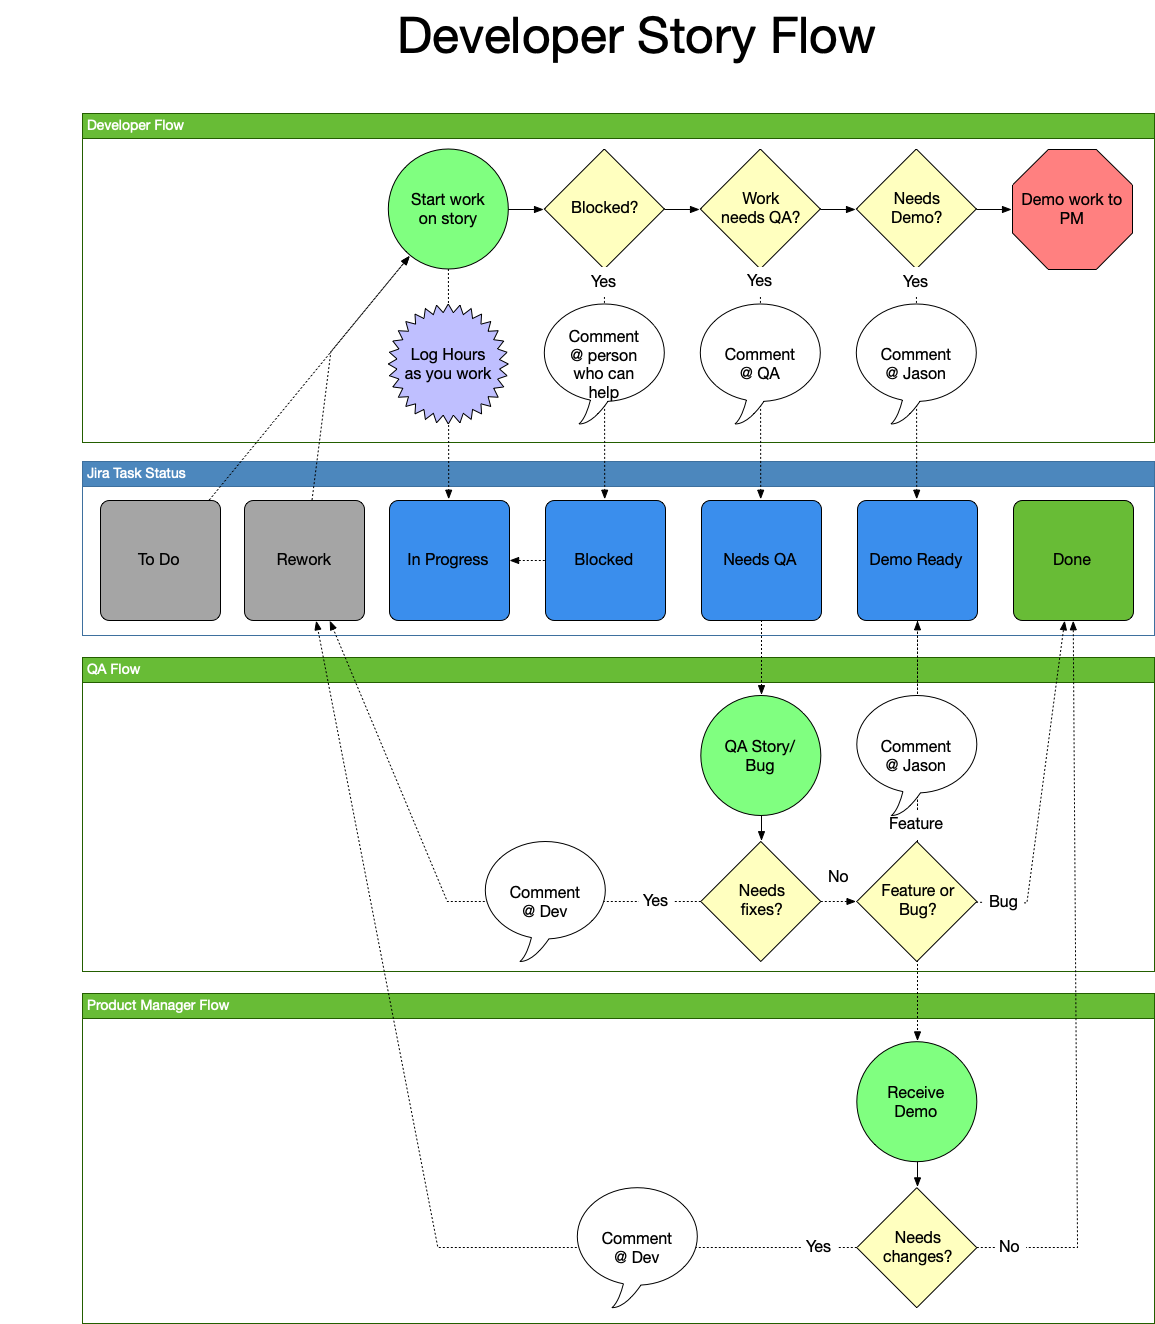 Developer Story Flow
Developer Flow
Start work
on story
Blocked?
Work
needs QA?
Needs
Demo?
Demo work to
PM
Yes
Yes
Yes
Log Hours
as you work
Comment
@ person
who can
help
Comment
@ QA
Comment
@ Jason
Jira Task Status
To Do
Rework
In Progress
Blocked
Needs QA
Demo Ready
Done
QA Flow
QA Story/
Bug
Comment
@ Jason
Feature
Comment
@ Dev
Yes
Needs
fixes?
No
Feature or
Bug?
Bug
Product Manager Flow
Receive
Demo
Comment
@ Dev
Yes
Needs
changes?
No